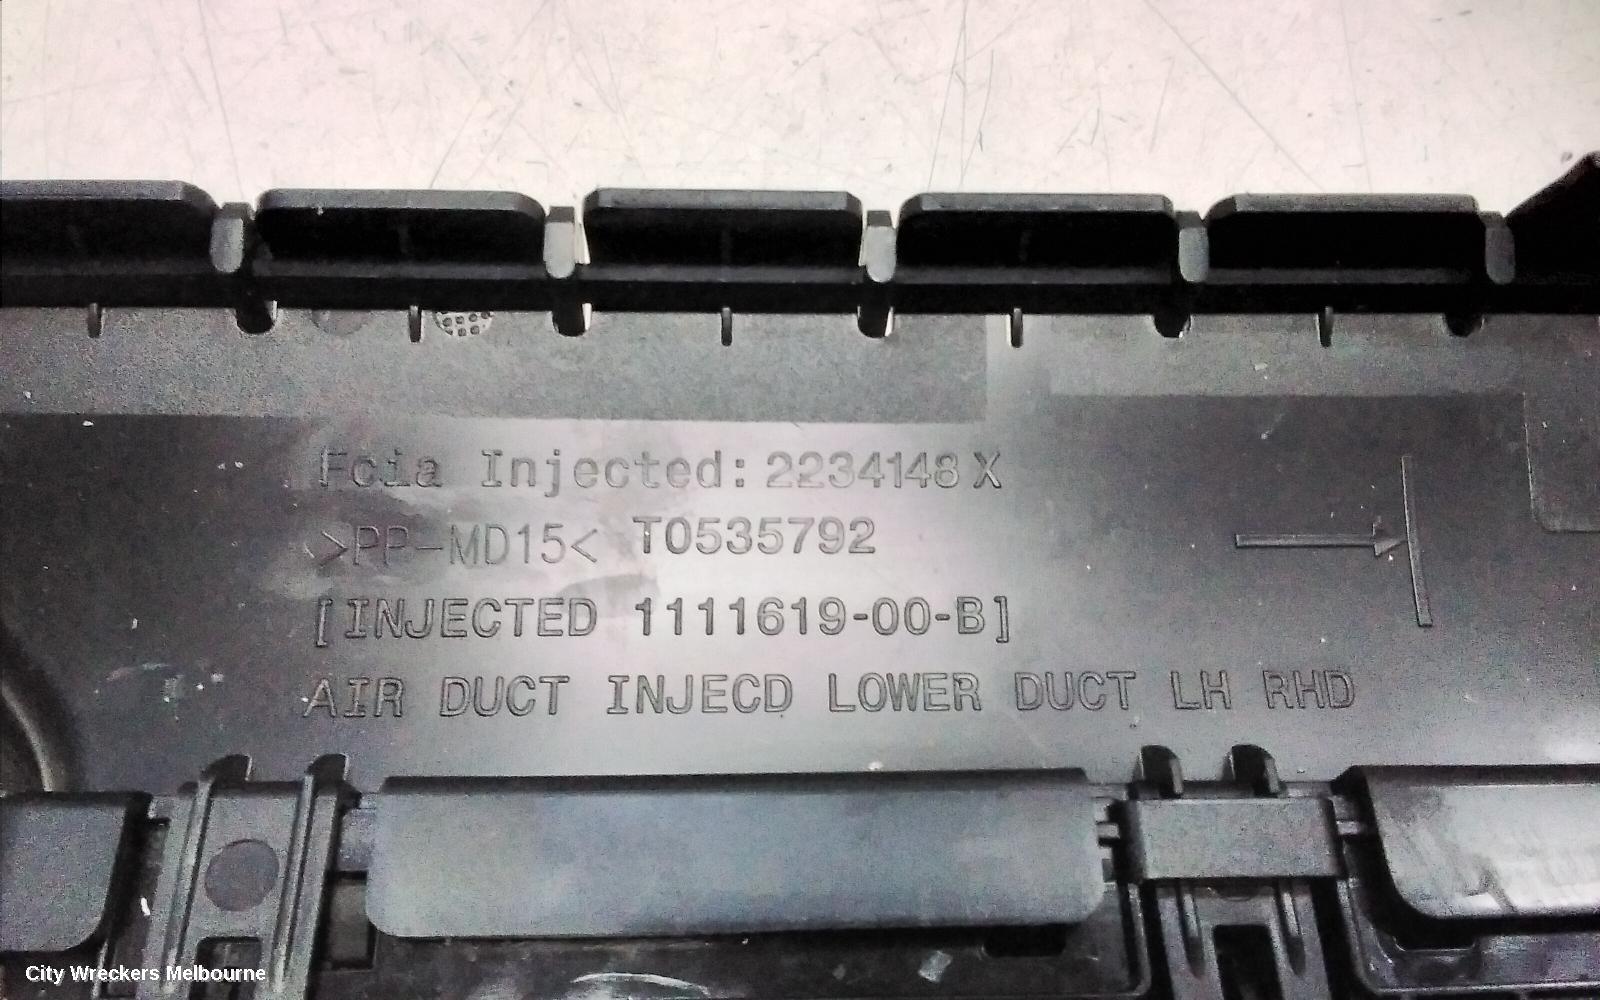 Fcia Injected: 2234148 X
>PP-MD15< T0535792
[INJECTED 1111619-00-B]
AIR DUCT INJECD LOWER DUCT LH RHD
City Wreckers Melbourne